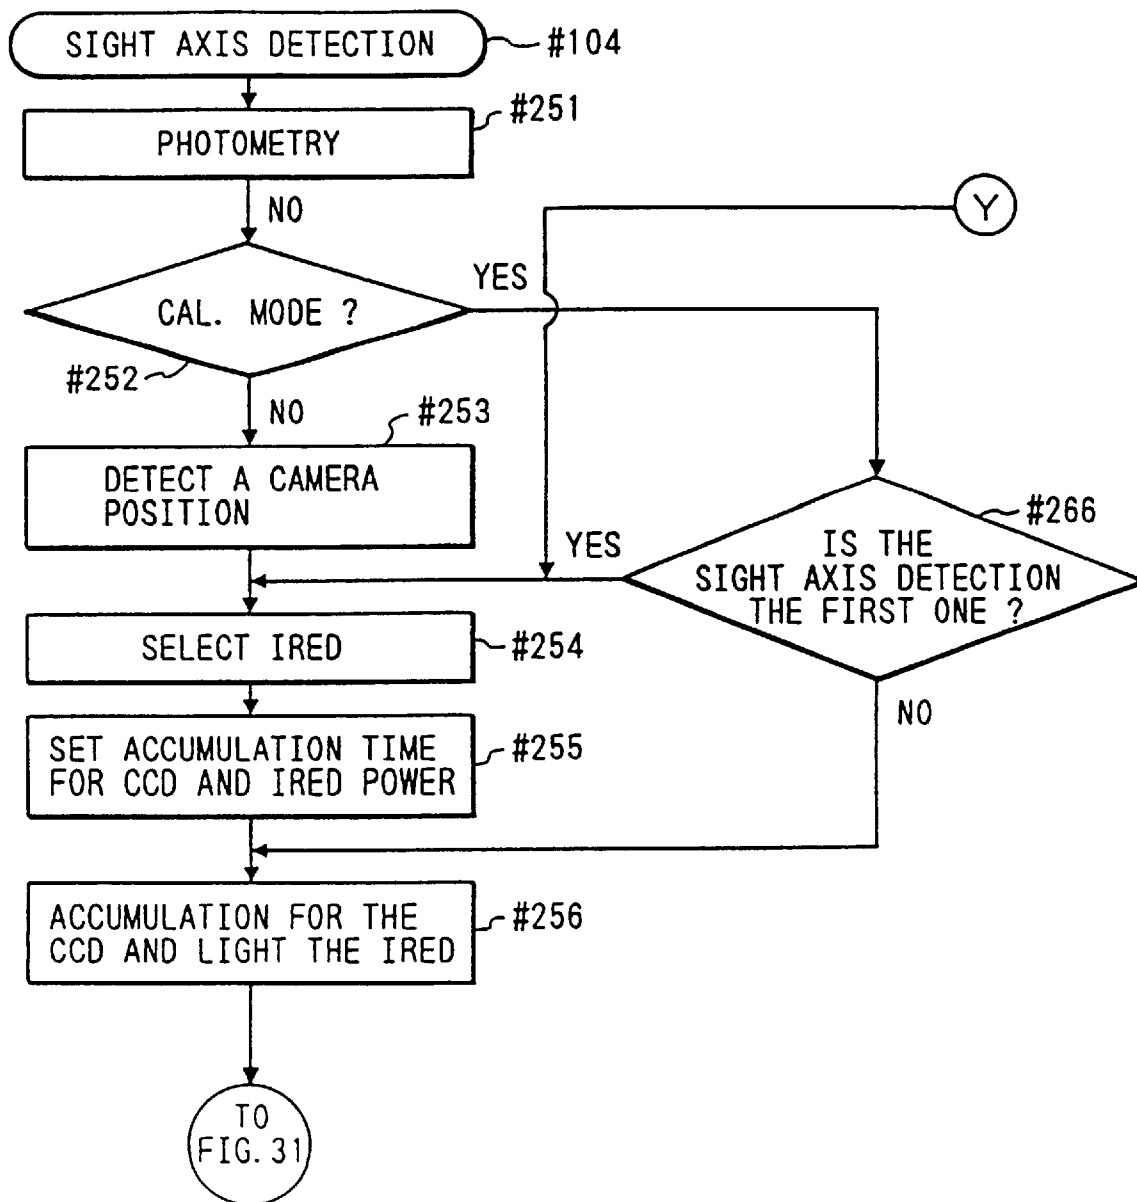 SIGHT AXIS DETECTION
#104
#251
PHOTOMETRY
Y
NO
YES
CAL. MODE ?
#252
NO
#253
DETECT A CAMERA
POSITION
#266
YES
IS THE
SIGHT AXIS DETECTION
THE FIRST ONE ?
SELECT IRED
#254
NO
SET ACCUMULATION TIME
FOR CCD AND IRED POWER
#255
ACCUMULATION FOR THE
CCD AND LIGHT THE IRED
#256
TO
FIG. 31